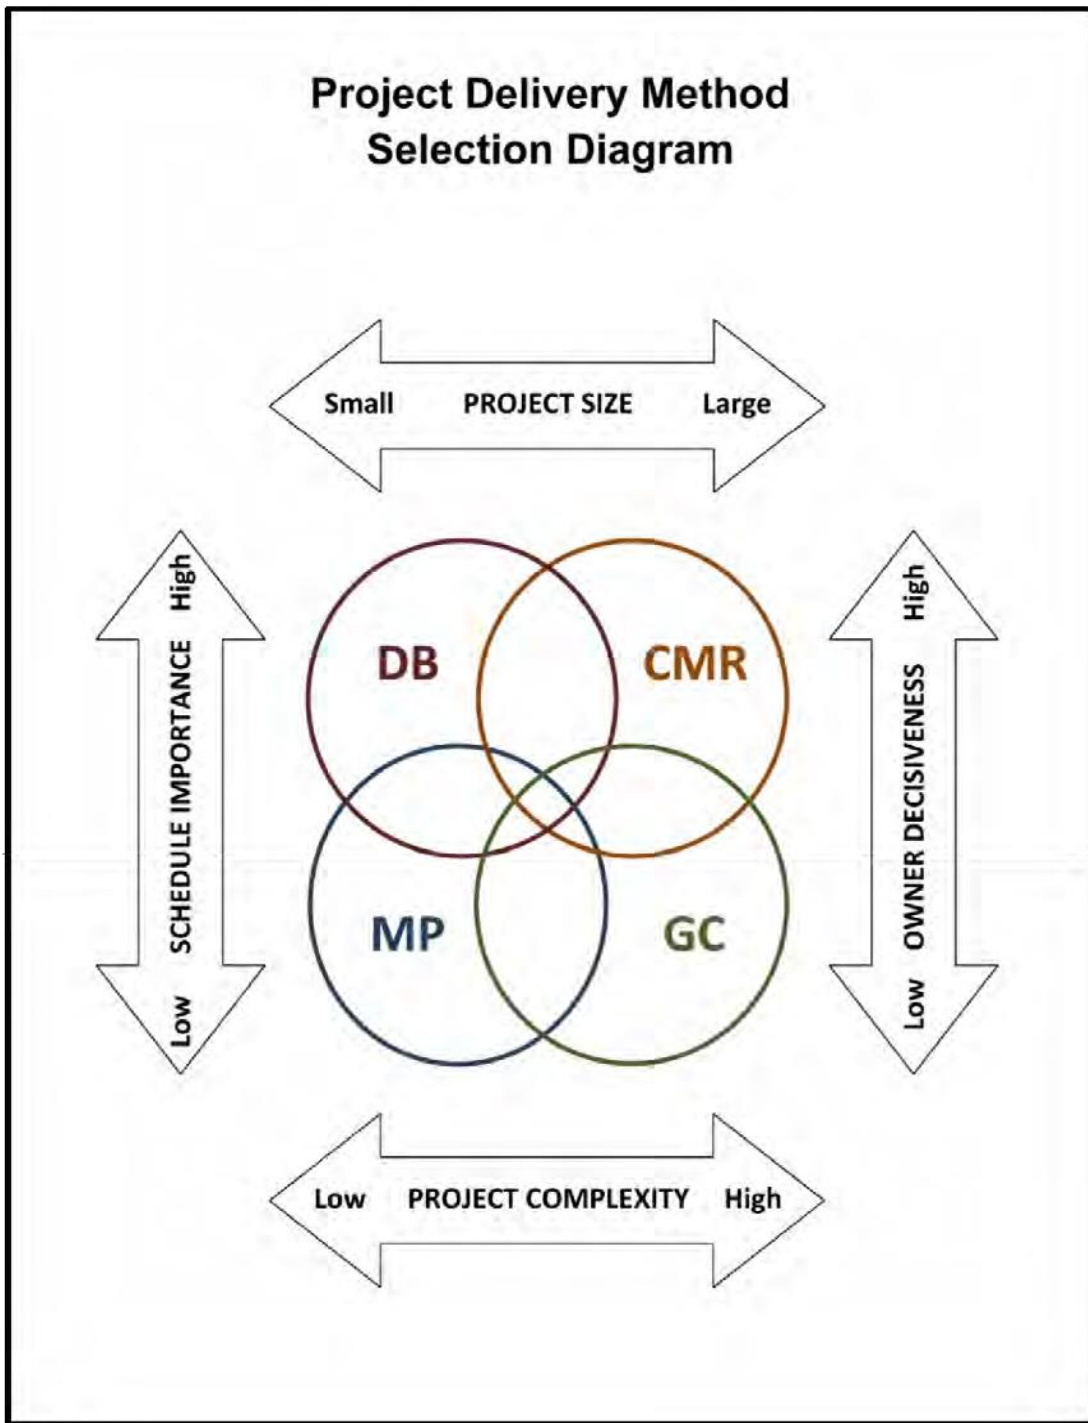 Project Delivery Method
Selection Diagram
Small PROJECT SIZE Large
Low SCHEDULE IMPORTANCE High
DB
CMR
MP
GC
Low OWNER DECISIVENESS High
Low PROJECT COMPLEXITY High